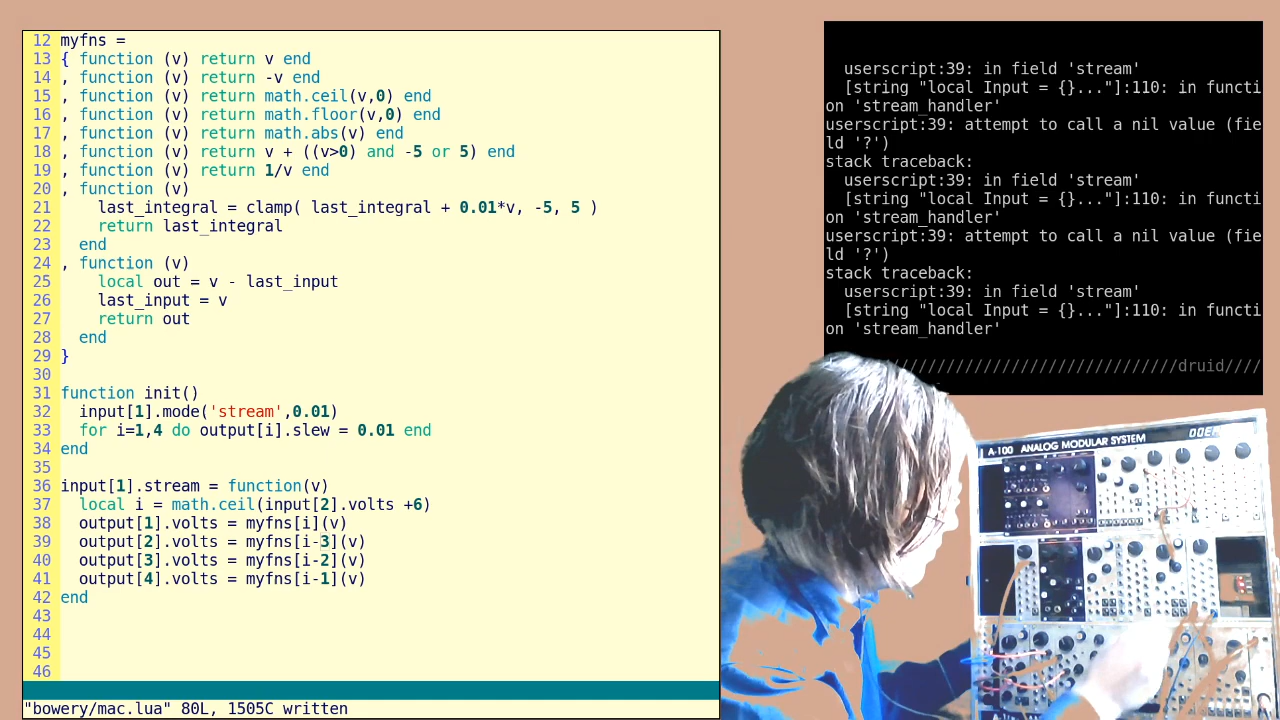 12 myfns =
13 { function (v) return v end
14 , function (v) return -v end
15 , function (v) return math.ceil(v,0) end
16 , function (v) return math.floor(v,0) end
17 , function (v) return math.abs(v) end
18 , function (v) return v + ((v>0) and -5 or 5) end
19 , function (v) return 1/v end
20 , function (v)
21     last_integral = clamp( last_integral + 0.01*v, -5, 5 )
22     return last_integral
23   end
24 , function (v)
25     local out = v - last_input
26     last_input = v
27     return out
28   end
29 }
30
31 function init()
32   input[1].mode('stream',0.01)
33   for i=1,4 do output[i].slew = 0.01 end
34 end
35
36 input[1].stream = function(v)
37   local i = math.ceil(input[2].volts +6)
38   output[1].volts = myfns[i](v)
39   output[2].volts = myfns[i-3](v)
40   output[3].volts = myfns[i-2](v)
41   output[4].volts = myfns[i-1](v)
42 end
43
44
45
46
"bowery/mac.lua" 80L, 1505C written
  userscript:39: in field 'stream'
  [string "local Input = {}..."]:110: in functi
on 'stream_handler'
userscript:39: attempt to call a nil value (fie
ld '?')
stack traceback:
  userscript:39: in field 'stream'
  [string "local Input = {}..."]:110: in functi
on 'stream_handler'
userscript:39: attempt to call a nil value (fie
ld '?')
stack traceback:
  userscript:39: in field 'stream'
  [string "local Input = {}..."]:110: in functi
on 'stream_handler'
//////////////////////////////druid////
A-100 ANALOG MODULAR SYSTEM